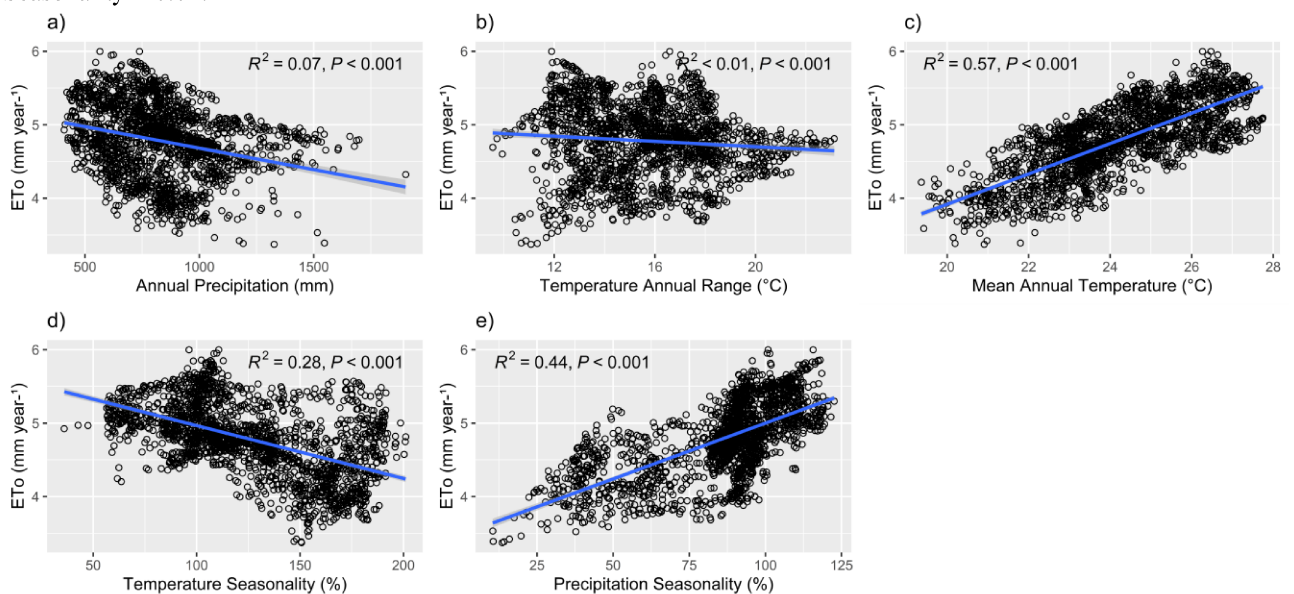 a)
R² = 0.07, P < 0.001
6
5
4
ETo (mm year-¹)
500 1000 1500
Annual Precipitation (mm)
b)
² < 0.01, P < 0.001
6
5
4
ETo (mm year-¹)
12 16 20
Temperature Annual Range (°C)
c)
R² = 0.57, P < 0.001
6
5
4
ETo (mm year-¹)
20 22 24 26 28
Mean Annual Temperature (°C)
d)
R² = 0.28, P < 0.001
6
5
4
ETo (mm year-¹)
50 100 150 200
Temperature Seasonality (%)
e)
R² = 0.44, P < 0.001
6
5
4
ETo (mm year-¹)
25 50 75 100 125
Precipitation Seasonality (%)